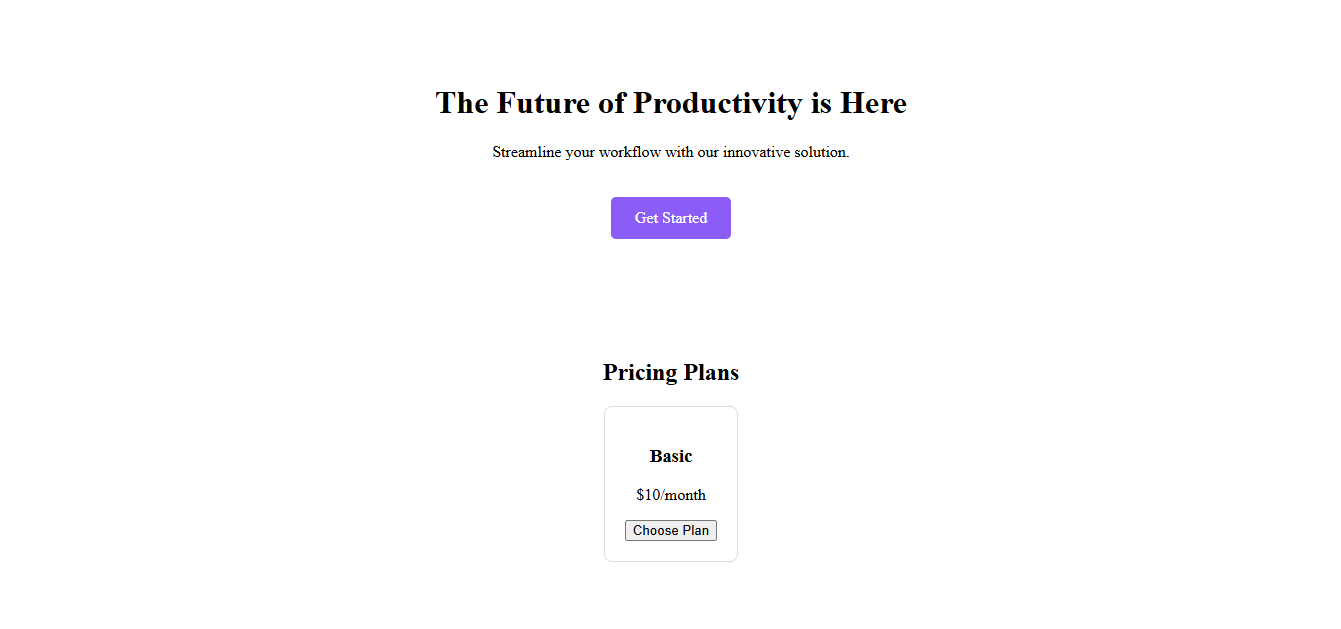 The Future of Productivity is Here
Streamline your workflow with our innovative solution.
Get Started
Pricing Plans
Basic
$10/month
Choose Plan